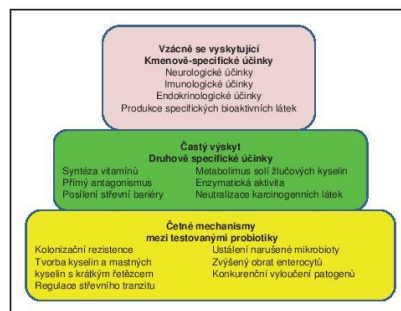 Vzácně se vyskytující
Kmenově-specifické účinky
Neurologické účinky
Imunologické účinky
Endokrinologické účinky
Produkce specifických bioaktivních látek
Častý výskyt
Druhově specifické účinky
Syntéza vitamínů
Přímý antagonismus
Posílení střevní bariéry
Metabolimus solí žlučových kyselin
Enzymatická aktivita
Neutralizace karcinogenních látek
Četné mechanismy
mezi testovanými probiotiky
Kolonizační rezistence
Tvorba kyselin a mastných
kyselin s krátkým řetězcem
Regulace střevního tranzitu
Ustálení narušené mikrobioty
Zvýšený obrat enterocytů
Konkurenční vyloučení patogenů